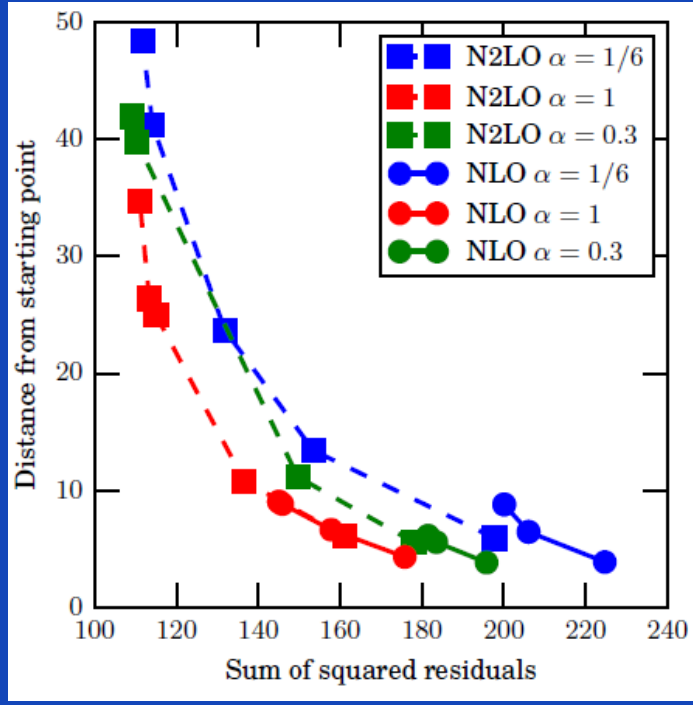 50
40
30
20
10
0
Distance from starting point
N2LO α = 1/6
N2LO α = 1
N2LO α = 0.3
NLO α = 1/6
NLO α = 1
NLO α = 0.3
100 120 140 160 180 200 220 240
Sum of squared residuals